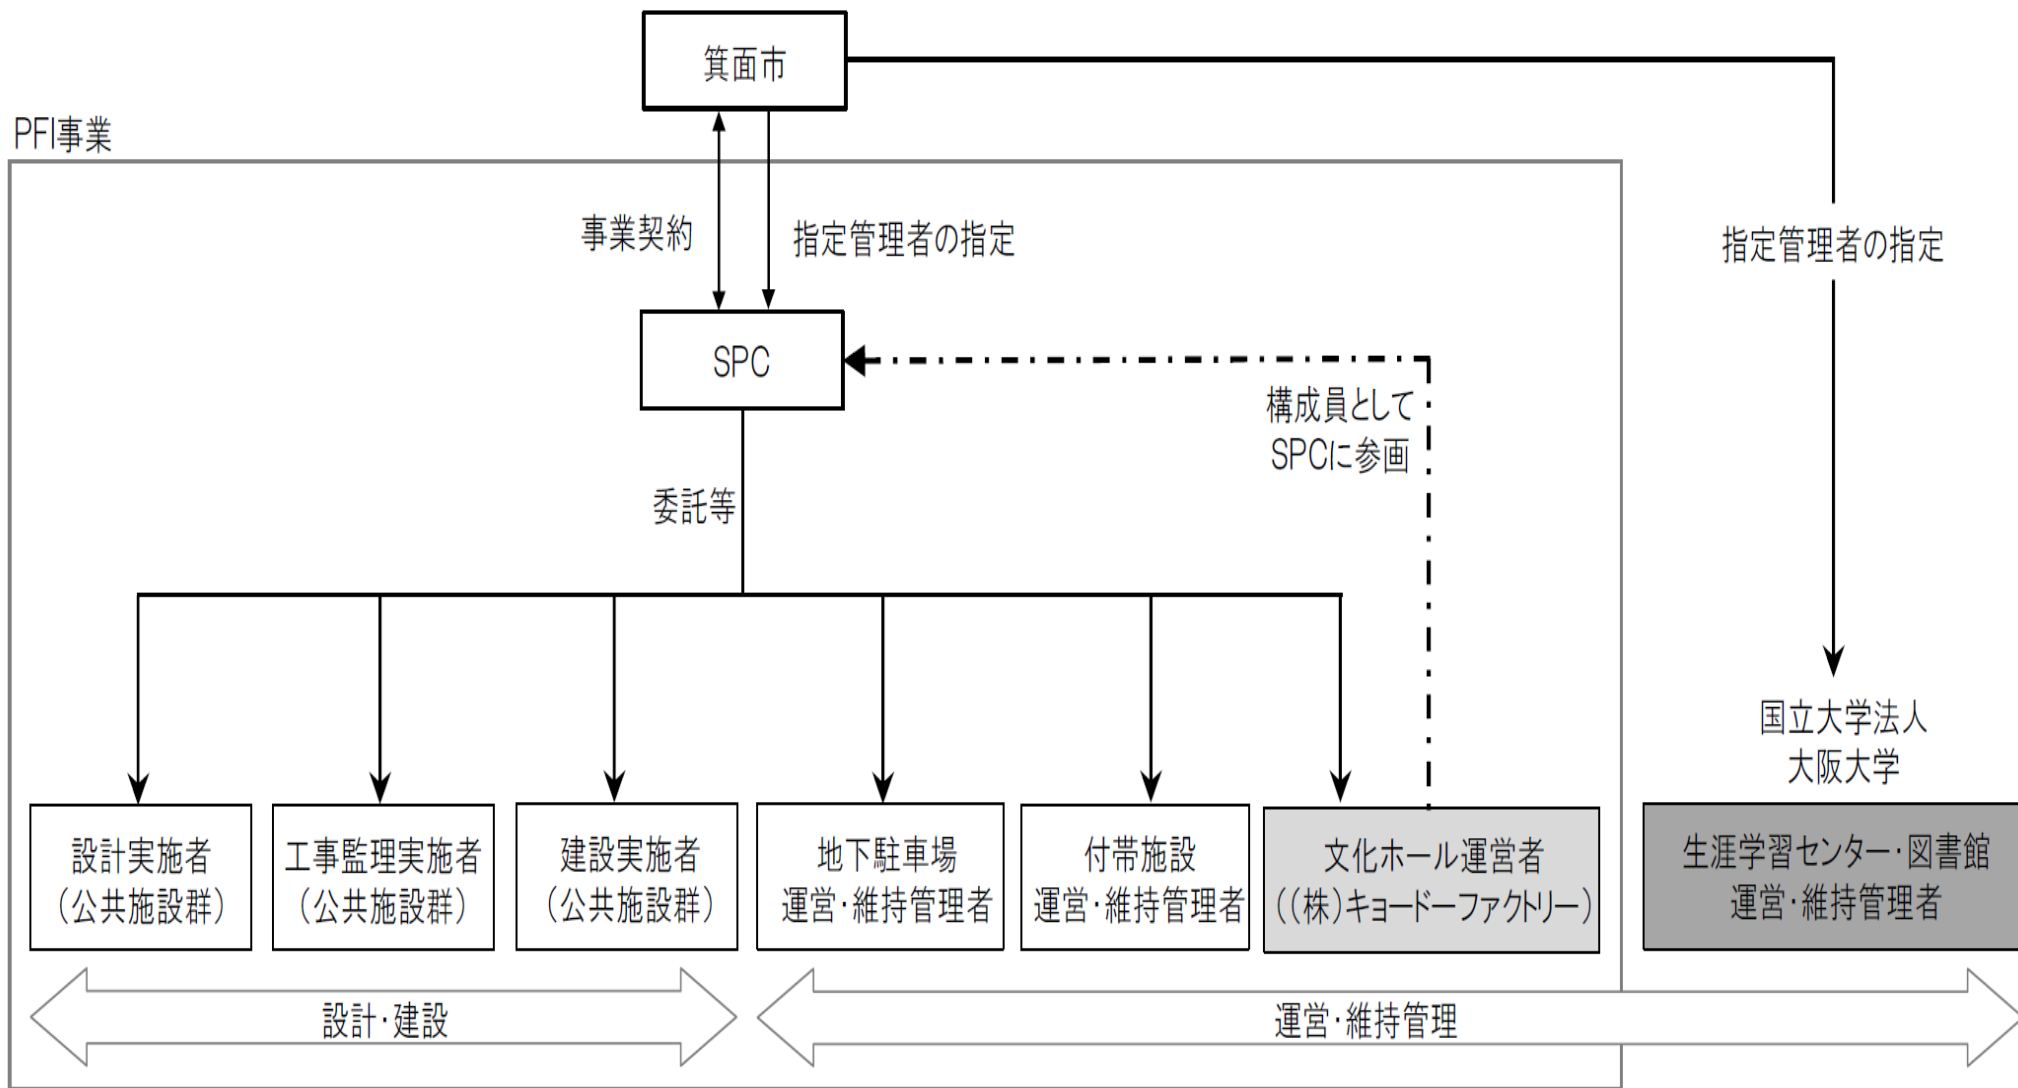 箕面市
PFI事業
事業契約
指定管理者の指定
指定管理者の指定
SPC
構成員として
SPCに参画
委託等
国立大学法人
大阪大学
設計実施者
（公共施設群）
工事監理実施者
（公共施設群）
建設実施者
（公共施設群）
地下駐車場
運営・維持管理者
付帯施設
運営・維持管理者
文化ホール運営者
（（株）キョードーファクトリー）
生涯学習センター・図書館
運営・維持管理者
設計・建設
運営・維持管理